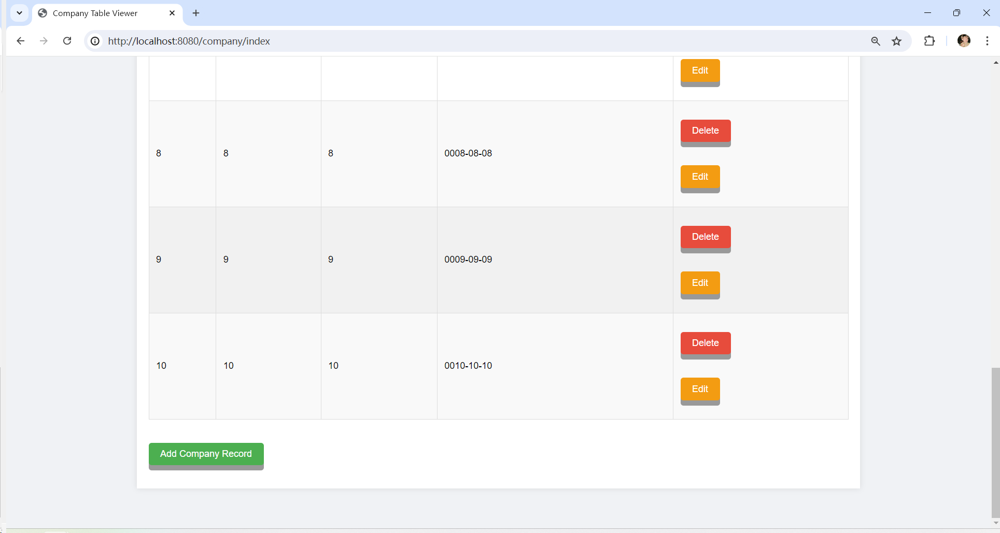 Company Table Viewer
http://localhost:8080/company/index
Edit
8 8 8 0008-08-08 Delete
Edit
9 9 9 0009-09-09 Delete
Edit
10 10 10 0010-10-10 Delete
Edit
Add Company Record